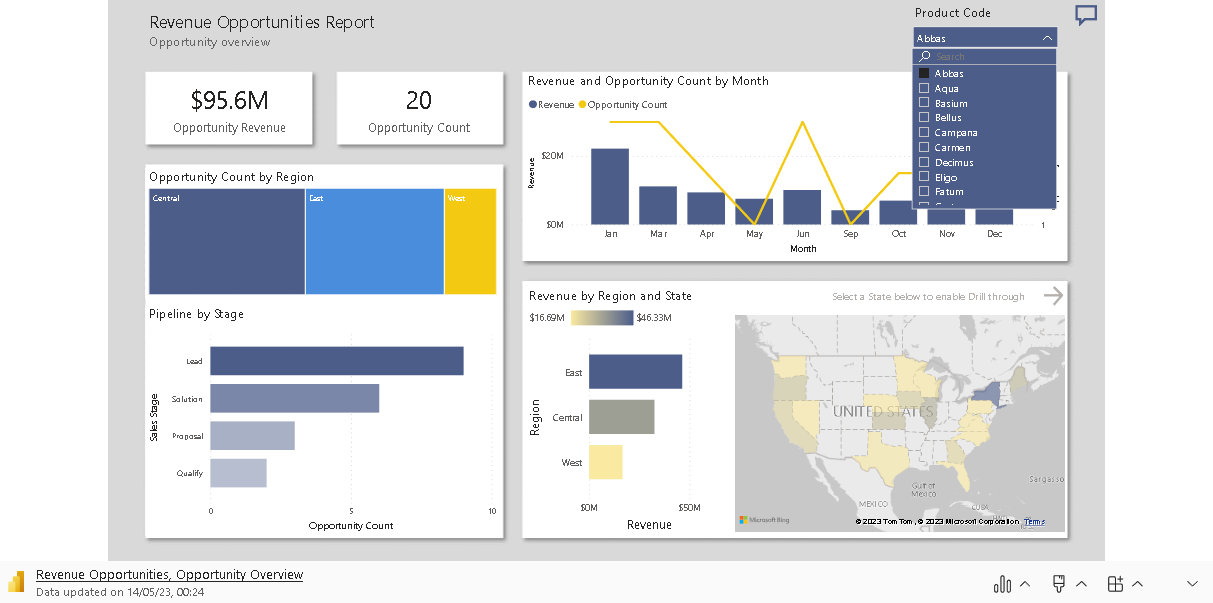 Revenue Opportunities Report
Opportunity overview
Product Code
Abbas
Search
Abbas
Aqua
Basium
Bellus
Campana
Carmen
Decimus
Eligo
Fatum
$95.6M
Opportunity Revenue
20
Opportunity Count
Revenue and Opportunity Count by Month
Revenue Opportunity Count
Revenue
$20M
$0M
1
Jan Mar Apr May Jun Sep Oct Nov Dec
Month
Opportunity Count by Region
Central East West
Pipeline by Stage
Sales Stage
Lead
Solution
Proposal
Qualify
0 5 10
Opportunity Count
Revenue by Region and State
Select a State below to enable Drill through
$16.69M $46.33M
Region
East
Central
West
$0M $50M
Revenue
UNITED STATES
Gulf of
Mexico
Sargasso
MEXICO
CUBA
Microsoft Bing
© 2023 TomTom, © 2023 Microsoft Corporation Terms
Revenue Opportunities, Opportunity Overview
Data updated on 14/05/23, 00:24